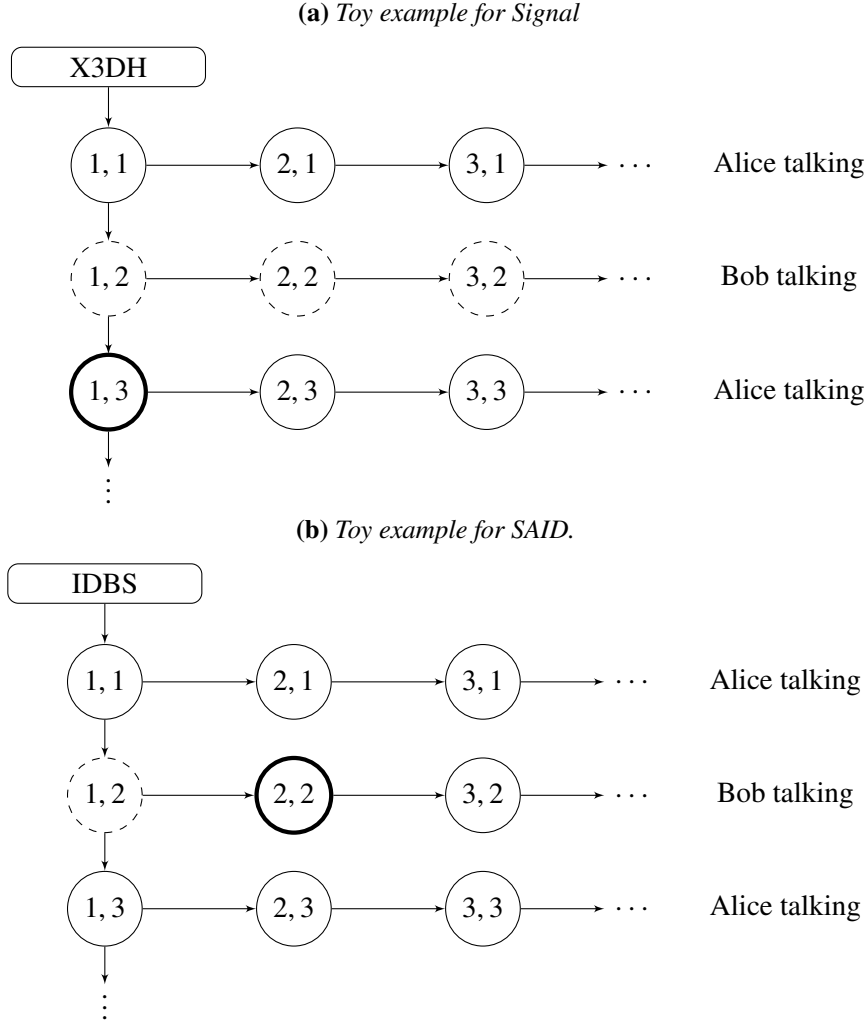 (a) Toy example for Signal
X3DH
1, 1 2, 1 3, 1 · · · Alice talking
1, 2 2, 2 3, 2 · · · Bob talking
1, 3 2, 3 3, 3 · · · Alice talking
⋮
(b) Toy example for SAID.
IDBS
1, 1 2, 1 3, 1 · · · Alice talking
1, 2 2, 2 3, 2 · · · Bob talking
1, 3 2, 3 3, 3 · · · Alice talking
⋮